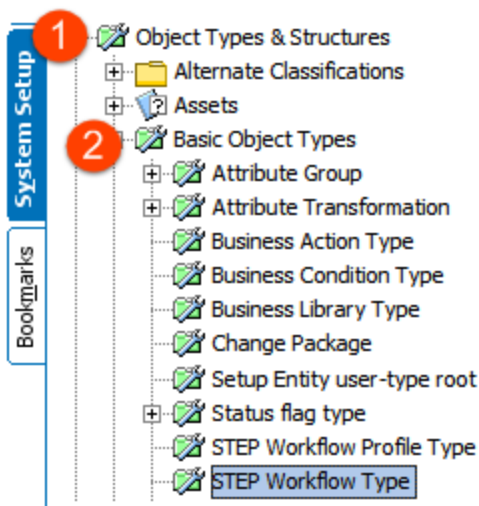 System Setup
Bookmarks
1
Object Types & Structures
Alternate Classifications
Assets
2
Basic Object Types
Attribute Group
Attribute Transformation
Business Action Type
Business Condition Type
Business Library Type
Change Package
Setup Entity user-type root
Status flag type
STEP Workflow Profile Type
STEP Workflow Type